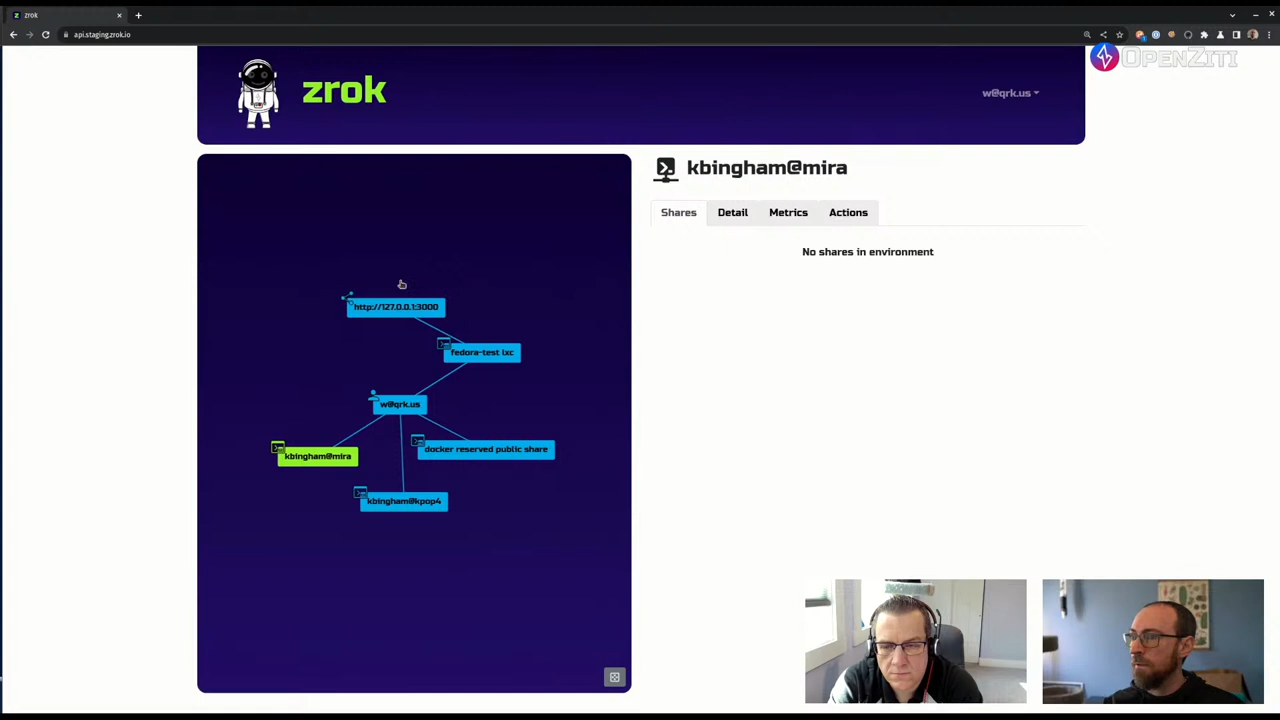 zrok
api.staging.zrok.io
OPENZITI
zrok
w@qrk.us
kbingham@mira
Shares
Detail
Metrics
Actions
No shares in environment
http://127.0.0.1:3000
fedora-test lxc
w@qrk.us
kbingham@mira
docker reserved public share
kbingham@kpop4